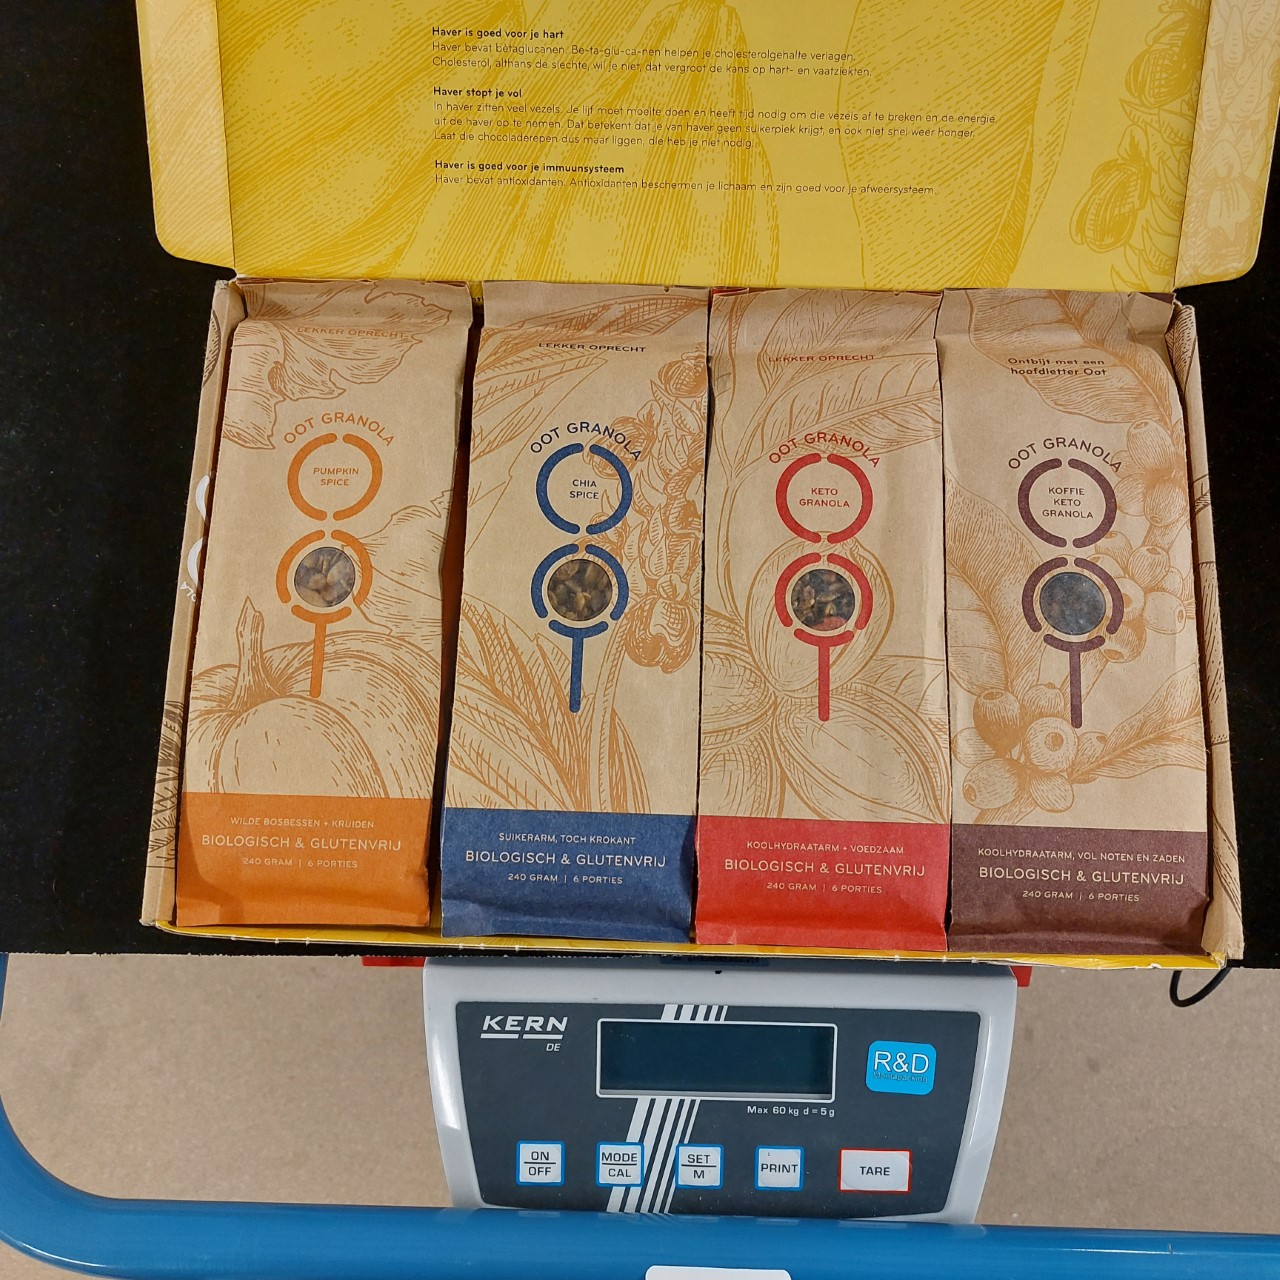 Haver is goed voor je hart
Haver bevat bètaglucanen. Be-ta-glu-ca-nen helpen je cholesterolgehalte verlagen.
Cholesterol, althans de slechte, wil je niet, dat vergroot de kans op hart- en vaatziekten.
Haver stopt je vol
In haver zitten veel vezels. Je lijf moet moeite doen en heeft tijd nodig om die vezels af te breken en de energie
uit de haver op te nemen. Dat betekent dat je van haver geen suikerpiek krijgt, en ook niet snel weer honger.
Laat die chocoladerepen dus maar liggen, die heb je niet nodig.
Haver is goed voor je immuunsysteem
Haver bevat antioxidanten. Antioxidanten beschermen je lichaam en zijn goed voor je afweersysteem.
LEKKER OPRECHT
OOT GRANOLA
PUMPKIN
SPICE
WILDE BOSBESSEN + KRUIDEN
BIOLOGISCH & GLUTENVRIJ
240 GRAM | 6 PORTIES
LEKKER OPRECHT
OOT GRANOLA
CHIA
SPICE
SUIKERARM, TOCH KROKANT
BIOLOGISCH & GLUTENVRIJ
240 GRAM | 6 PORTIES
LEKKER OPRECHT
OOT GRANOLA
KETO
GRANOLA
KOOLHYDRAATARM + VOEDZAAM
BIOLOGISCH & GLUTENVRIJ
240 GRAM | 6 PORTIES
Ontbijt met een
hoofdletter Oot
OOT GRANOLA
KOFFIE
KETO
GRANOLA
KOOLHYDRAATARM, VOL NOTEN EN ZADEN
BIOLOGISCH & GLUTENVRIJ
240 GRAM | 6 PORTIES
KERN
DE
R&D
Max 60 kg d = 5 g
ON
OFF
MODE
CAL
SET
M
PRINT
TARE